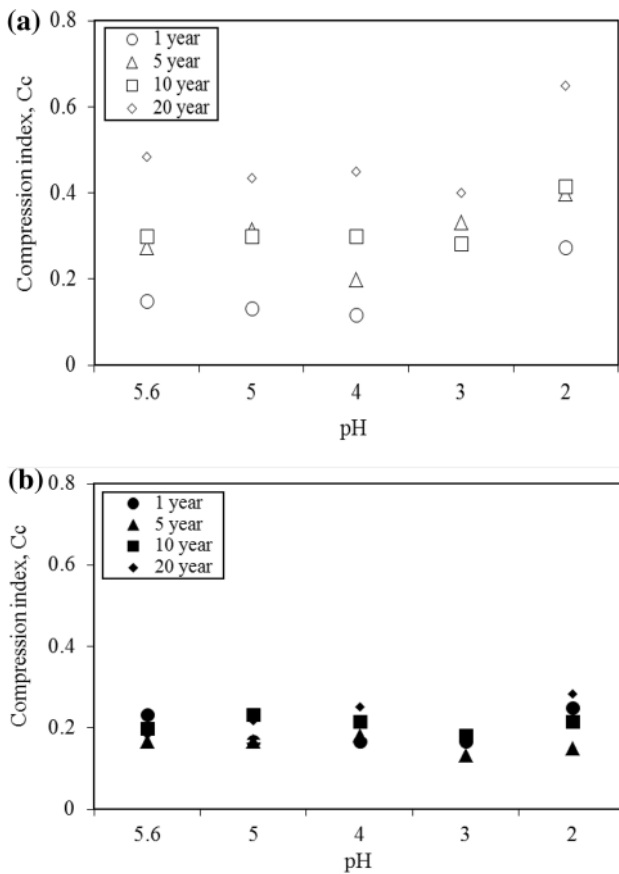 (a)
0.8
0.6
0.4
0.2
0
Compression index, Cc
1 year
5 year
10 year
20 year
5.6 5 4 3 2
pH
(b)
0.8
0.6
0.4
0.2
0
Compression index, Cc
1 year
5 year
10 year
20 year
5.6 5 4 3 2
pH